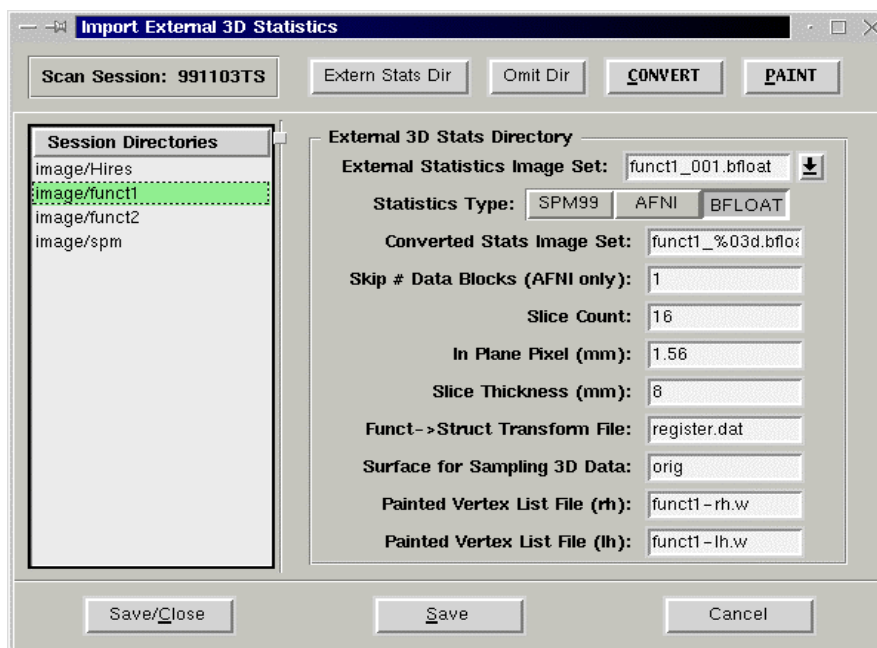 Import External 3D Statistics
Scan Session: 991103TS
Extern Stats Dir
Omit Dir
CONVERT
PAINT
Session Directories
image/Hires
image/funct1
image/funct2
image/spm
External 3D Stats Directory
External Statistics Image Set: funct1_001.bfloat
Statistics Type: SPM99 AFNI BFLOAT
Converted Stats Image Set: funct1_%03d.bfloa
Skip # Data Blocks (AFNI only): 1
Slice Count: 16
In Plane Pixel (mm): 1.56
Slice Thickness (mm): 8
Funct->Struct Transform File: register.dat
Surface for Sampling 3D Data: orig
Painted Vertex List File (rh): funct1-rh.w
Painted Vertex List File (lh): funct1-lh.w
Save/Close
Save
Cancel